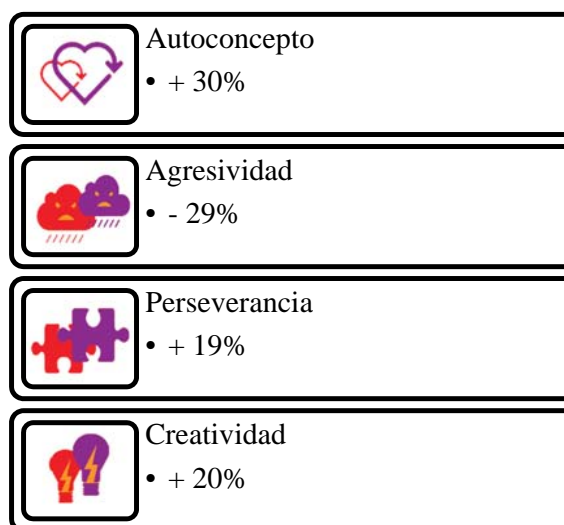 Autoconcepto
• + 30%
Agresividad
• - 29%
Perseverancia
• + 19%
Creatividad
• + 20%